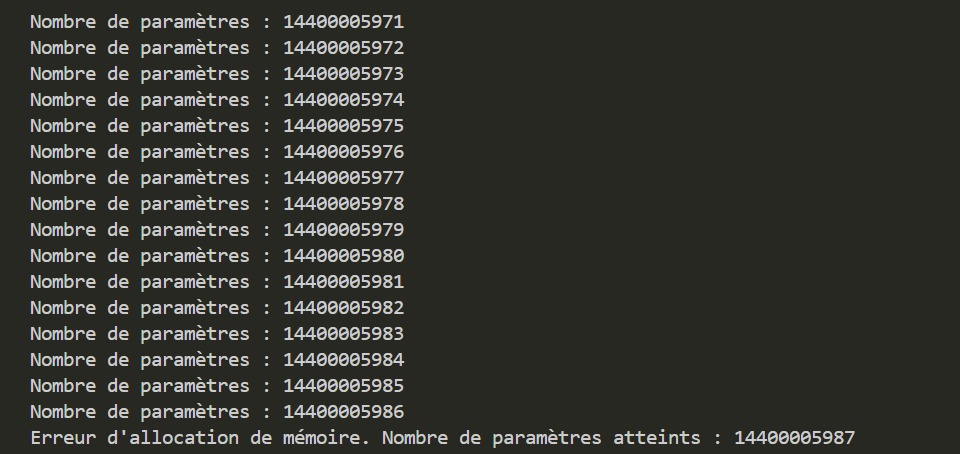 Nombre de paramètres : 14400005971
Nombre de paramètres : 14400005972
Nombre de paramètres : 14400005973
Nombre de paramètres : 14400005974
Nombre de paramètres : 14400005975
Nombre de paramètres : 14400005976
Nombre de paramètres : 14400005977
Nombre de paramètres : 14400005978
Nombre de paramètres : 14400005979
Nombre de paramètres : 14400005980
Nombre de paramètres : 14400005981
Nombre de paramètres : 14400005982
Nombre de paramètres : 14400005983
Nombre de paramètres : 14400005984
Nombre de paramètres : 14400005985
Nombre de paramètres : 14400005986
Erreur d'allocation de mémoire. Nombre de paramètres atteints : 14400005987